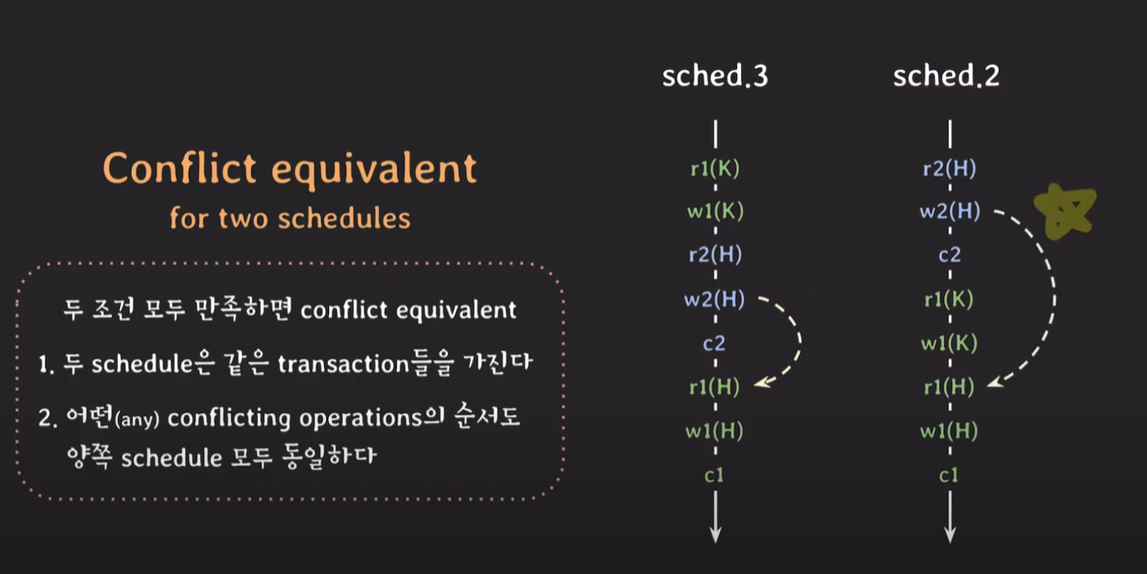 Conflict equivalent
for two schedules
두 조건 모두 만족하면 conflict equivalent
1. 두 schedule은 같은 transaction들을 가진다
2. 어떤(any) conflicting operations의 순서도
양쪽 schedule 모두 동일하다
sched.3
r1(K)
w1(K)
r2(H)
w2(H)
c2
r1(H)
w1(H)
c1
sched.2
r2(H)
w2(H)
c2
r1(K)
w1(K)
r1(H)
w1(H)
c1